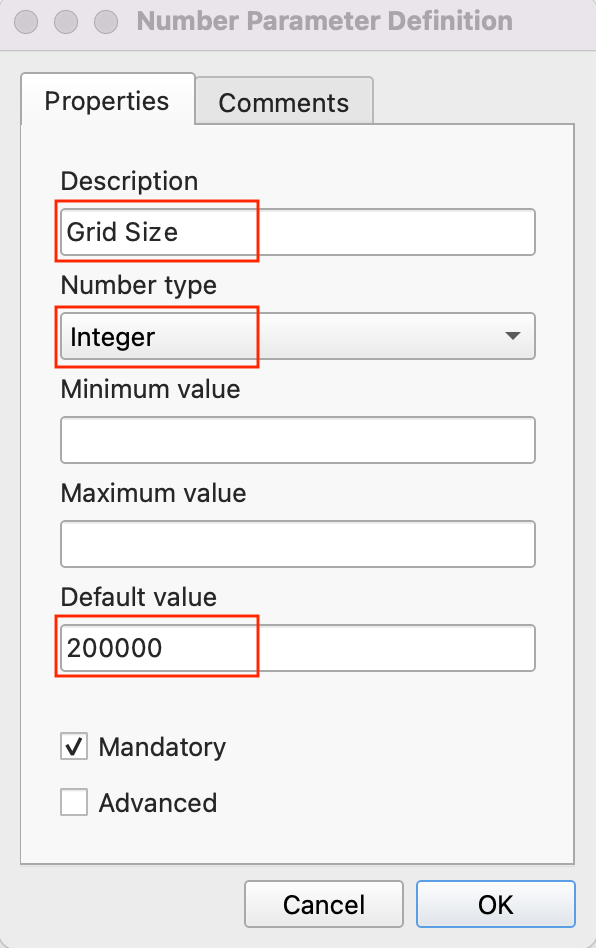 Number Parameter Definition
Properties
Comments
Description
Grid Size
Number type
Integer
Minimum value
Maximum value
Default value
200000
Mandatory
Advanced
Cancel
OK